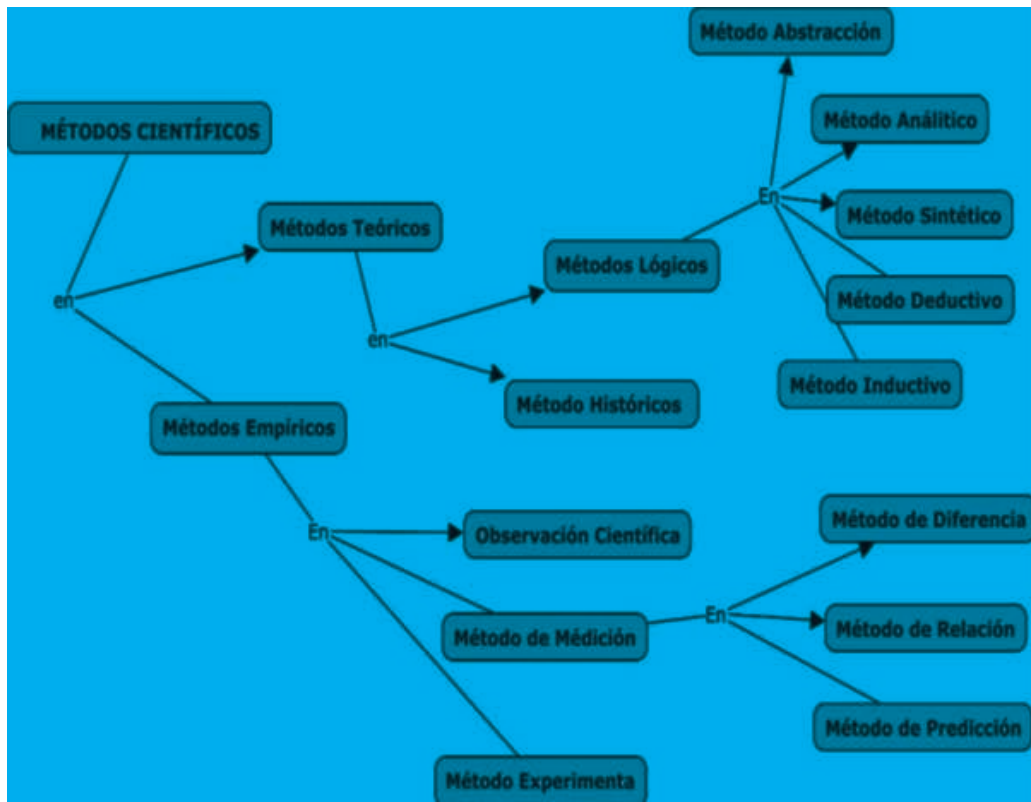 Método Abstracción
MÉTODOS CIENTÍFICOS
Método Análitico
En
Método Sintético
Métodos Teóricos
Métodos Lógicos
Método Deductivo
en
en
Método Inductivo
Método Históricos
Métodos Empíricos
En
Observación Científica
Método de Diferencia
En
Método de Médición
Método de Relación
Método de Predicción
Método Experimenta